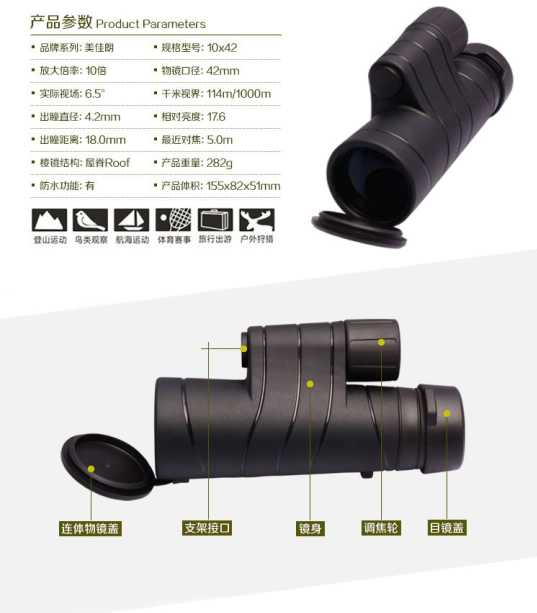 产品参数 Product Parameters
• 品牌系列: 美佳朗 • 规格型号: 10x42
• 放大倍率: 10倍 • 物镜口径: 42mm
• 实际视场: 6.5° • 千米视界: 114m/1000m
• 出瞳直径: 4.2mm • 相对亮度: 17.6
• 出瞳距离: 18.0mm • 最近对焦: 5.0m
• 棱镜结构: 屋脊Roof • 产品重量: 282g
• 防水功能: 有 • 产品体积: 155x82x51mm
登山运动 鸟类观察 航海运动 体育赛事 旅行出游 户外狩猎
连体物镜盖 支架接口 镜身 调焦轮 目镜盖